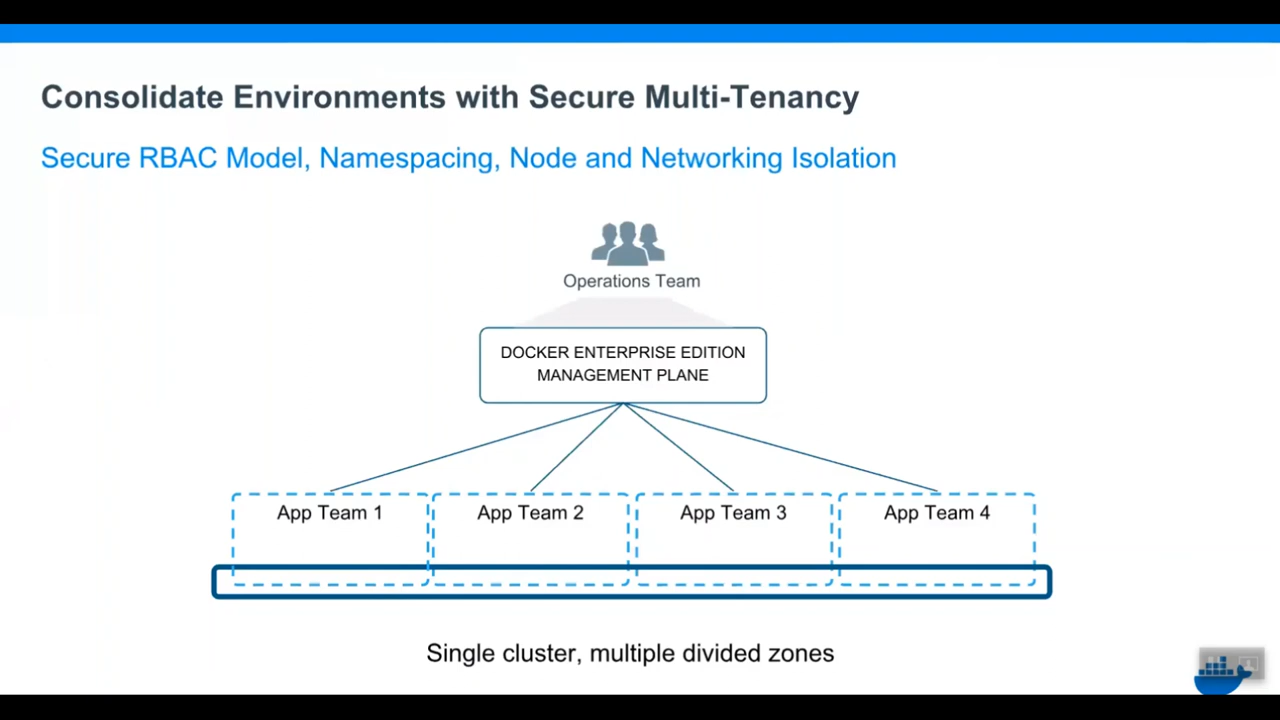 Consolidate Environments with Secure Multi-Tenancy
Secure RBAC Model, Namespacing, Node and Networking Isolation
Operations Team
DOCKER ENTERPRISE EDITION
MANAGEMENT PLANE
App Team 1
App Team 2
App Team 3
App Team 4
Single cluster, multiple divided zones